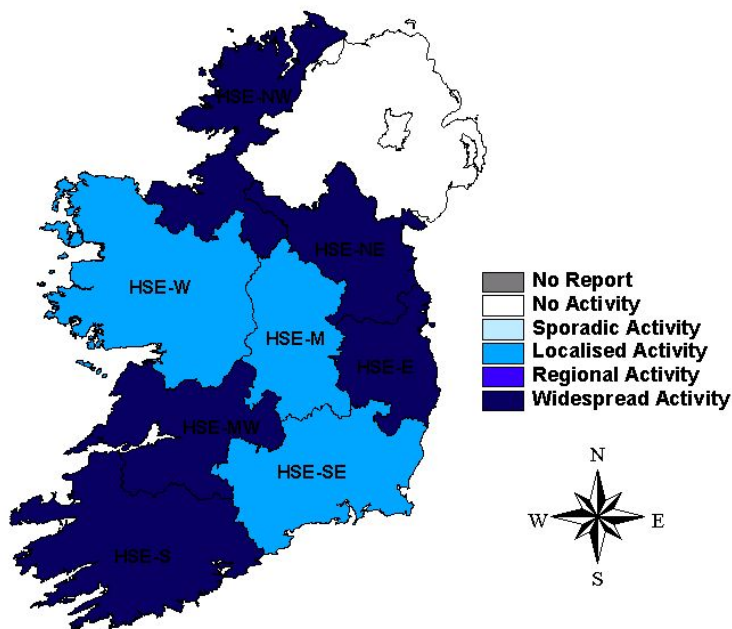 HSE-NW
HSE-NE
HSE-W
HSE-M
HSE-E
HSE-MW
HSE-SE
HSE-S
No Report
No Activity
Sporadic Activity
Localised Activity
Regional Activity
Widespread Activity
N
W E
S